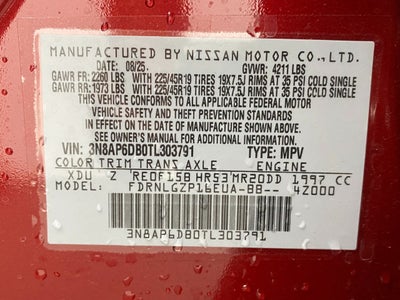 MANUFACTURED BY NISSAN MOTOR CO., LTD.
DATE: 08/25 GVWR: 4211 LBS
GAWR FR: 2260 LBS WITH 225/45R19 TIRES 19X7.5J RIMS AT 35 PSI COLD SINGLE
GAWR RR: 1973 LBS WITH 225/45R19 TIRES 19X7.5J RIMS AT 35 PSI COLD SINGLE
THIS VEHICLE CONFORMS TO ALL APPLICABLE FEDERAL MOTOR
VEHICLE SAFETY AND
THEFT PREVENTION STANDARDS IN EFFECT ON THE DATE OF
MANUFACTURE SHOWN ABOVE.
SEE OWNER'S MANUAL FOR ADDITIONAL INFORMATION.
VIN: 3N8AP6DB0TL303791 TYPE: MPV
COLOR TRIM TRANS AXLE ENGINE
XDU Z RE0F15B HR53 MR20DD 1997 CC
MODEL: FDRNLGZP16EUA-BB-- 4Z000
3N8AP6DB0TL303791